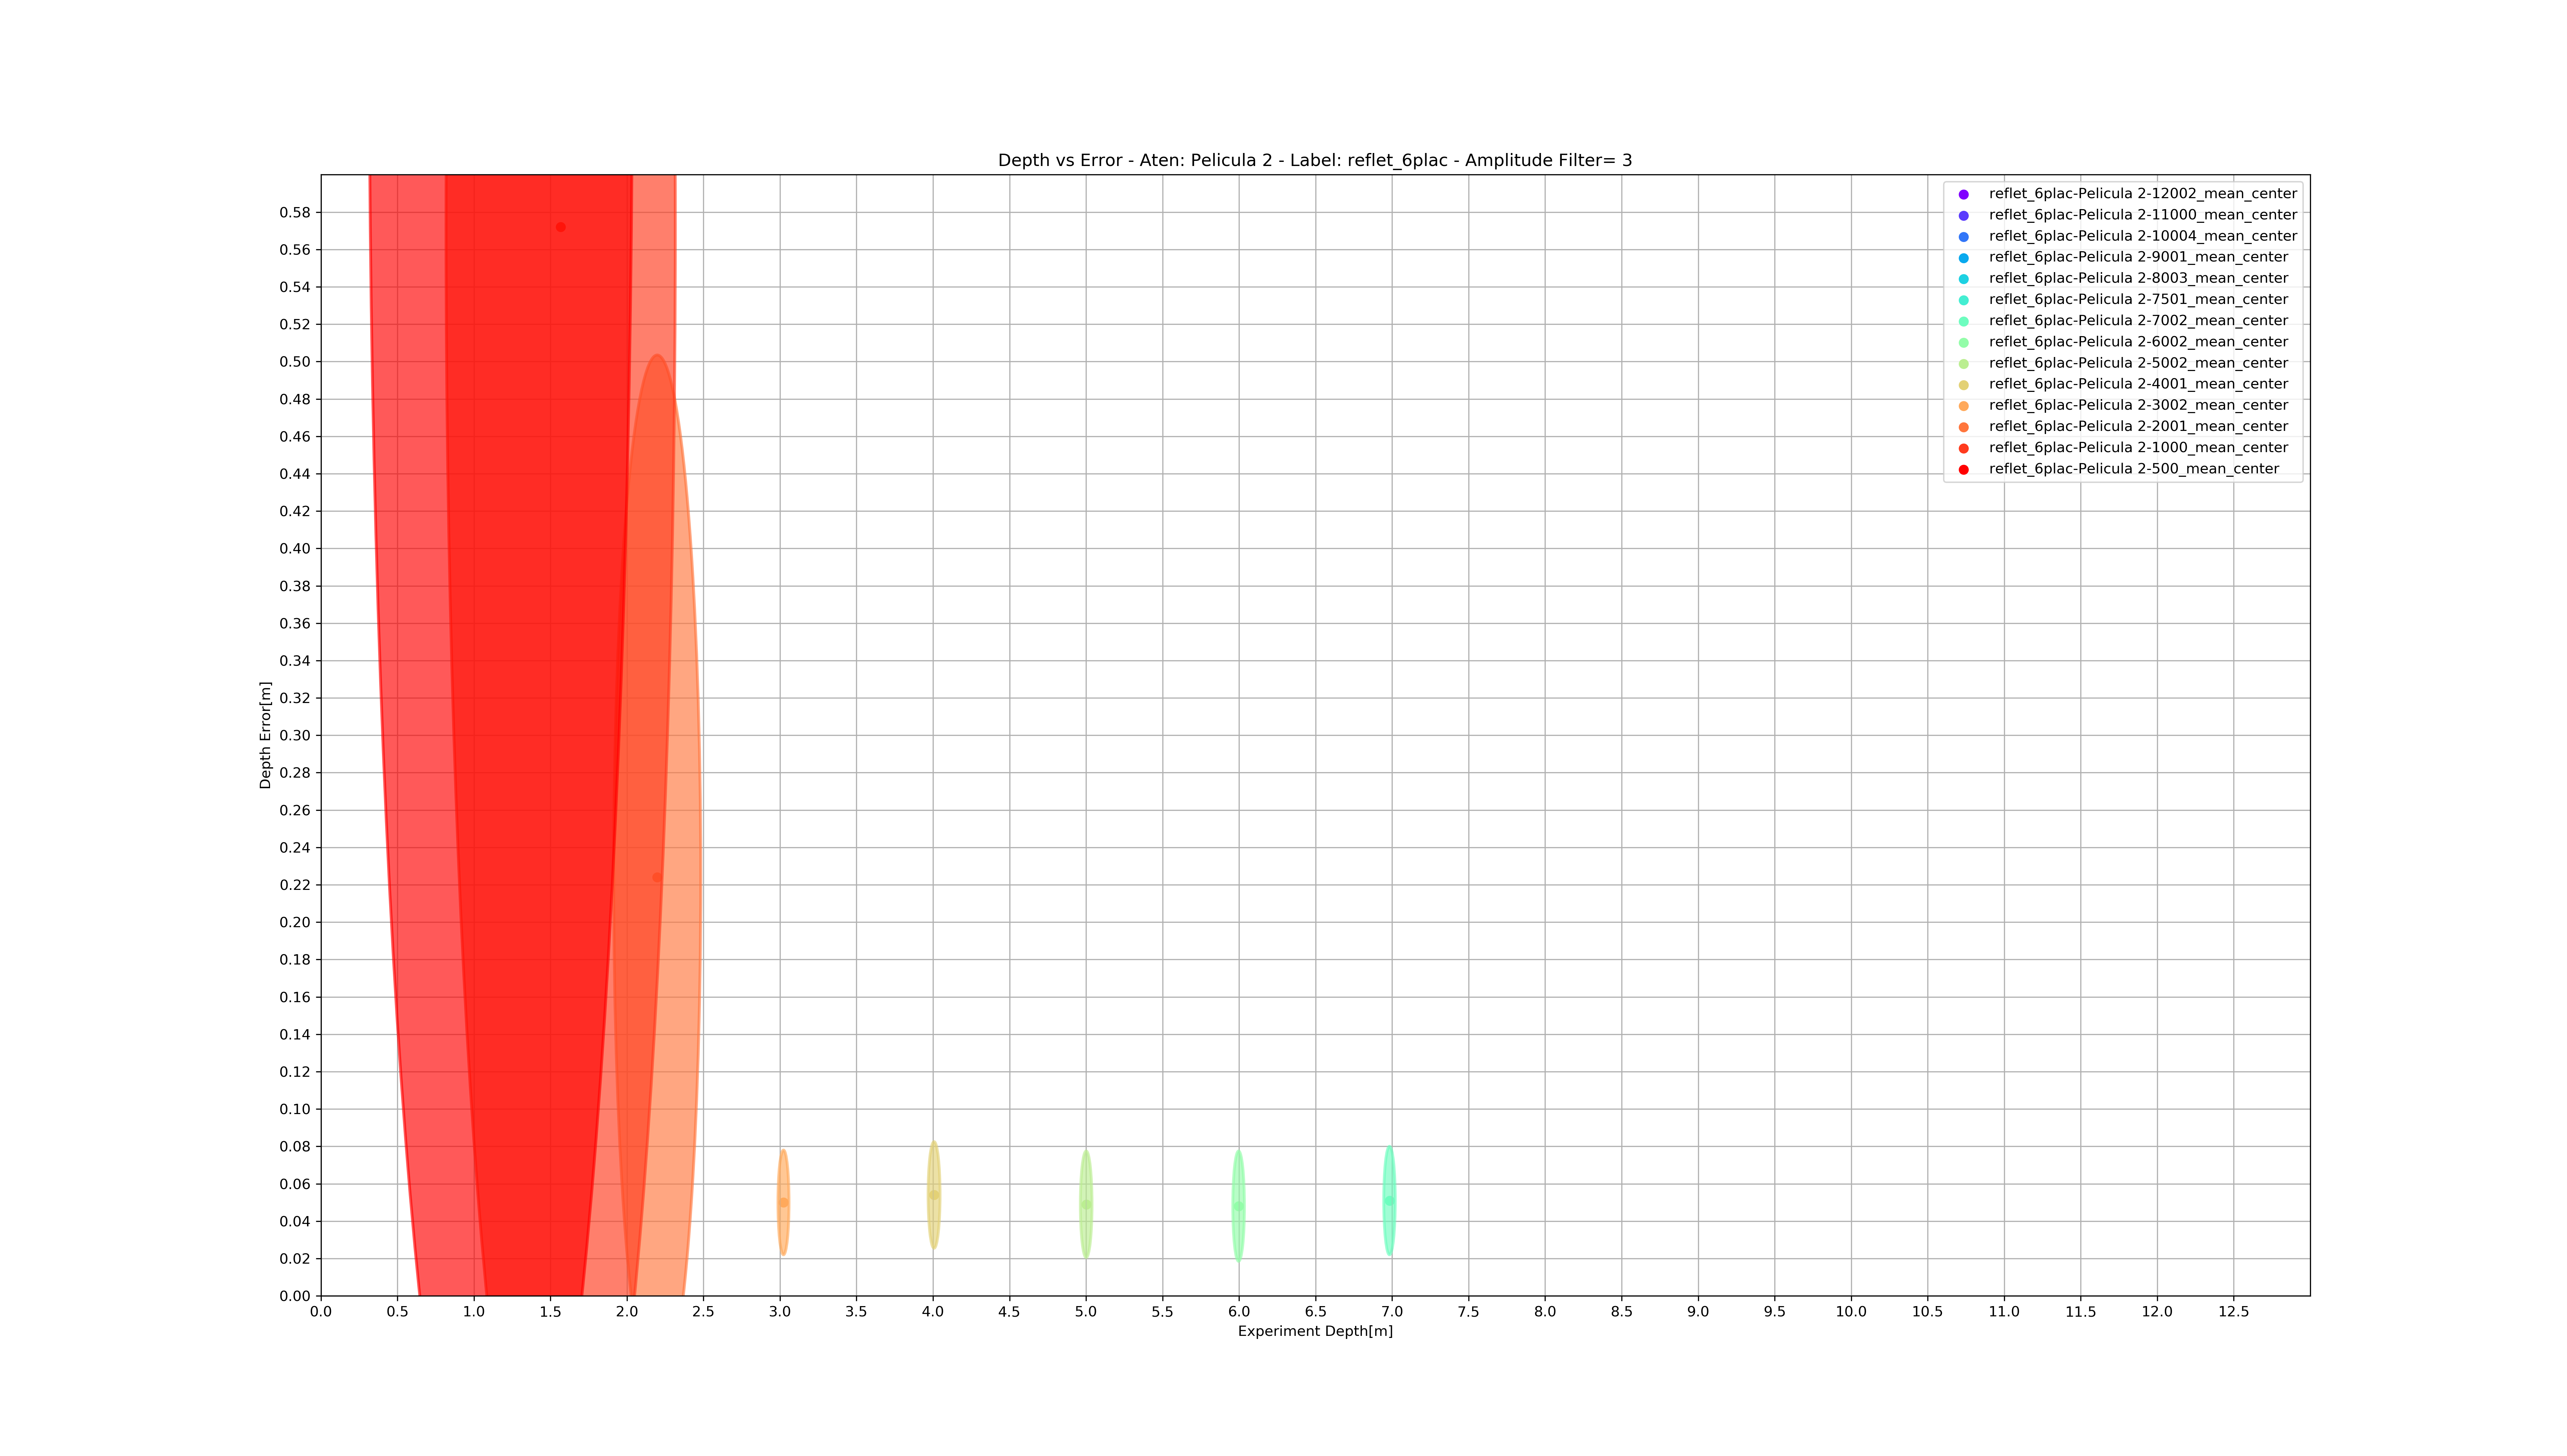 Depth vs Error - Aten: Pelicula 2 - Label: reflet_6plac - Amplitude Filter= 3
reflet_6plac-Pelicula 2-12002_mean_center
reflet_6plac-Pelicula 2-11000_mean_center
reflet_6plac-Pelicula 2-10004_mean_center
reflet_6plac-Pelicula 2-9001_mean_center
reflet_6plac-Pelicula 2-8003_mean_center
reflet_6plac-Pelicula 2-7501_mean_center
reflet_6plac-Pelicula 2-7002_mean_center
reflet_6plac-Pelicula 2-6002_mean_center
reflet_6plac-Pelicula 2-5002_mean_center
reflet_6plac-Pelicula 2-4001_mean_center
reflet_6plac-Pelicula 2-3002_mean_center
reflet_6plac-Pelicula 2-2001_mean_center
reflet_6plac-Pelicula 2-1000_mean_center
reflet_6plac-Pelicula 2-500_mean_center
Depth Error[m]
0.58
0.56
0.54
0.52
0.50
0.48
0.46
0.44
0.42
0.40
0.38
0.36
0.34
0.32
0.30
0.28
0.26
0.24
0.22
0.20
0.18
0.16
0.14
0.12
0.10
0.08
0.06
0.04
0.02
0.00
0.0 0.5 1.0 1.5 2.0 2.5 3.0 3.5 4.0 4.5 5.0 5.5 6.0 6.5 7.0 7.5 8.0 8.5 9.0 9.5 10.0 10.5 11.0 11.5 12.0 12.5
Experiment Depth[m]